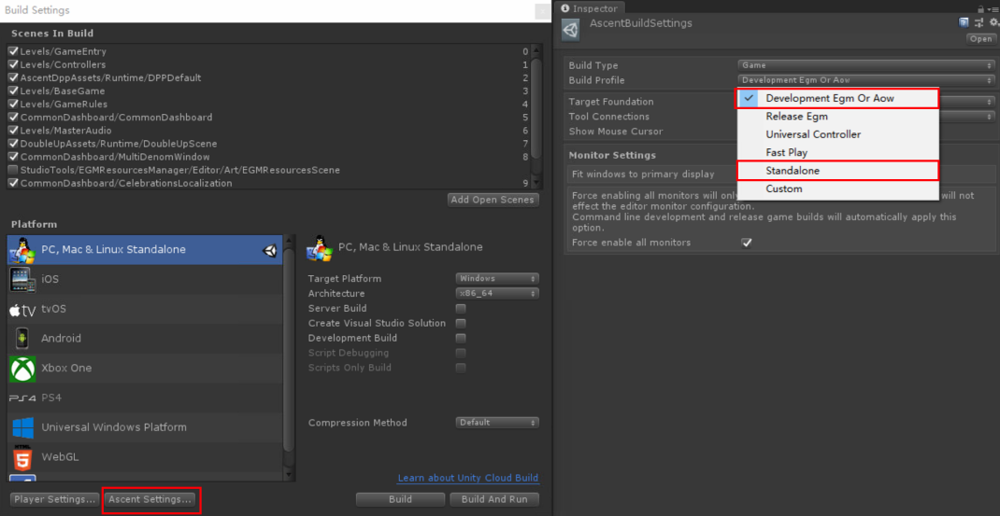 Build Settings
Scenes In Build
Levels/GameEntry 0
Levels/Controllers 1
AscentDppAssets/Runtime/DPPDefault 2
Levels/BaseGame 3
Levels/GameRules 4
CommonDashboard/CommonDashboard 5
Levels/MasterAudio 6
DoubleUpAssets/Runtime/DoubleUpScene 7
CommonDashboard/MultiDenomWindow 8
StudioTools/EGMResourcesManager/Editor/Art/EGMResourcesScene
CommonDashboard/CelebrationsLocalization 9
Add Open Scenes
Platform
PC, Mac & Linux Standalone
iOS
tv tvOS
Android
Xbox One
PS4 PS4
Universal Windows Platform
HTML
5 WebGL
PC, Mac & Linux Standalone
Target Platform Windows
Architecture x86_64
Server Build
Create Visual Studio Solution
Development Build
Script Debugging
Scripts Only Build
Compression Method Default
Learn about Unity Cloud Build
Player Settings... Ascent Settings... Build Build And Run
Inspector
AscentBuildSettings
Open
Build Type Game
Build Profile Development Egm Or Aow
Target Foundation
Tool Connections
Show Mouse Cursor
Development Egm Or Aow
Release Egm
Universal Controller
Fast Play
Standalone
Custom
Monitor Settings
Fit windows to primary display
Force enabling all monitors will only will not
effect the editor monitor configuration.
Command line development and release game builds will automatically apply this
option.
Force enable all monitors